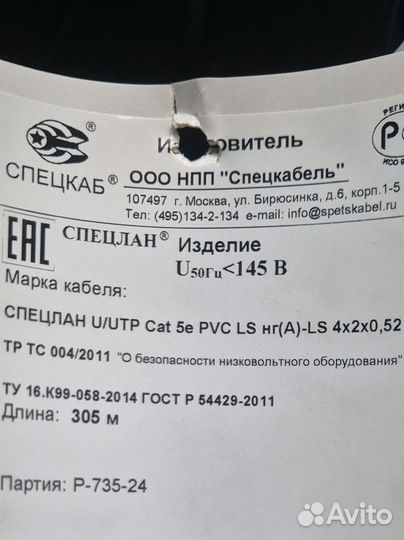 Изготовитель
СПЕЦКАБ®
ООО НПП "Спецкабель"
107497 г. Москва, ул. Бирюсинка, д.6, корп.1-5
Тел: (495)134-2-134 e-mail: info@spetskabel.ru
ЕАС СПЕЦЛАН® Изделие
U50Гц<145 В
Марка кабеля:
СПЕЦЛАН U/UTP Cat 5e PVC LS нг(А)-LS 4x2x0,52
ТР ТС 004/2011 "О безопасности низковольтного оборудования"
ТУ 16.К99-058-2014 ГОСТ Р 54429-2011
Длина: 305 м
Партия: Р-735-24
Avito